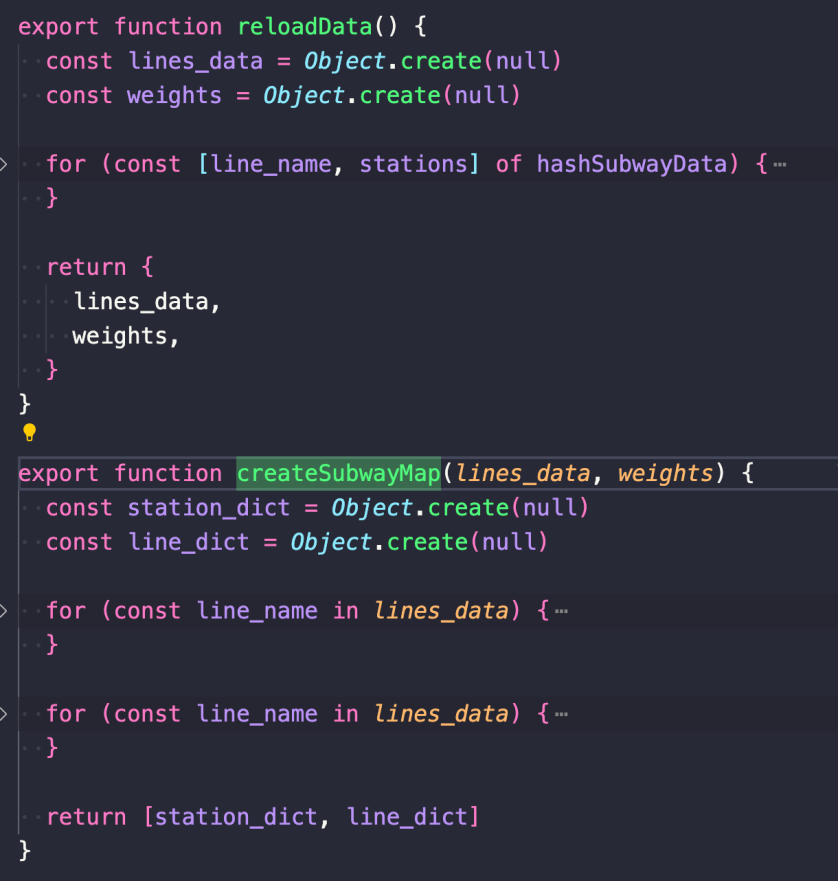 export function reloadData() {
const lines_data = Object.create(null)
const weights = Object.create(null)
for (const [line_name, stations] of hashSubwayData) {⋯
}
return {
lines_data,
weights,
}
}
export function createSubwayMap(lines_data, weights) {
const station_dict = Object.create(null)
const line_dict = Object.create(null)
for (const line_name in lines_data) {⋯
}
for (const line_name in lines_data) {⋯
}
return [station_dict, line_dict]
}